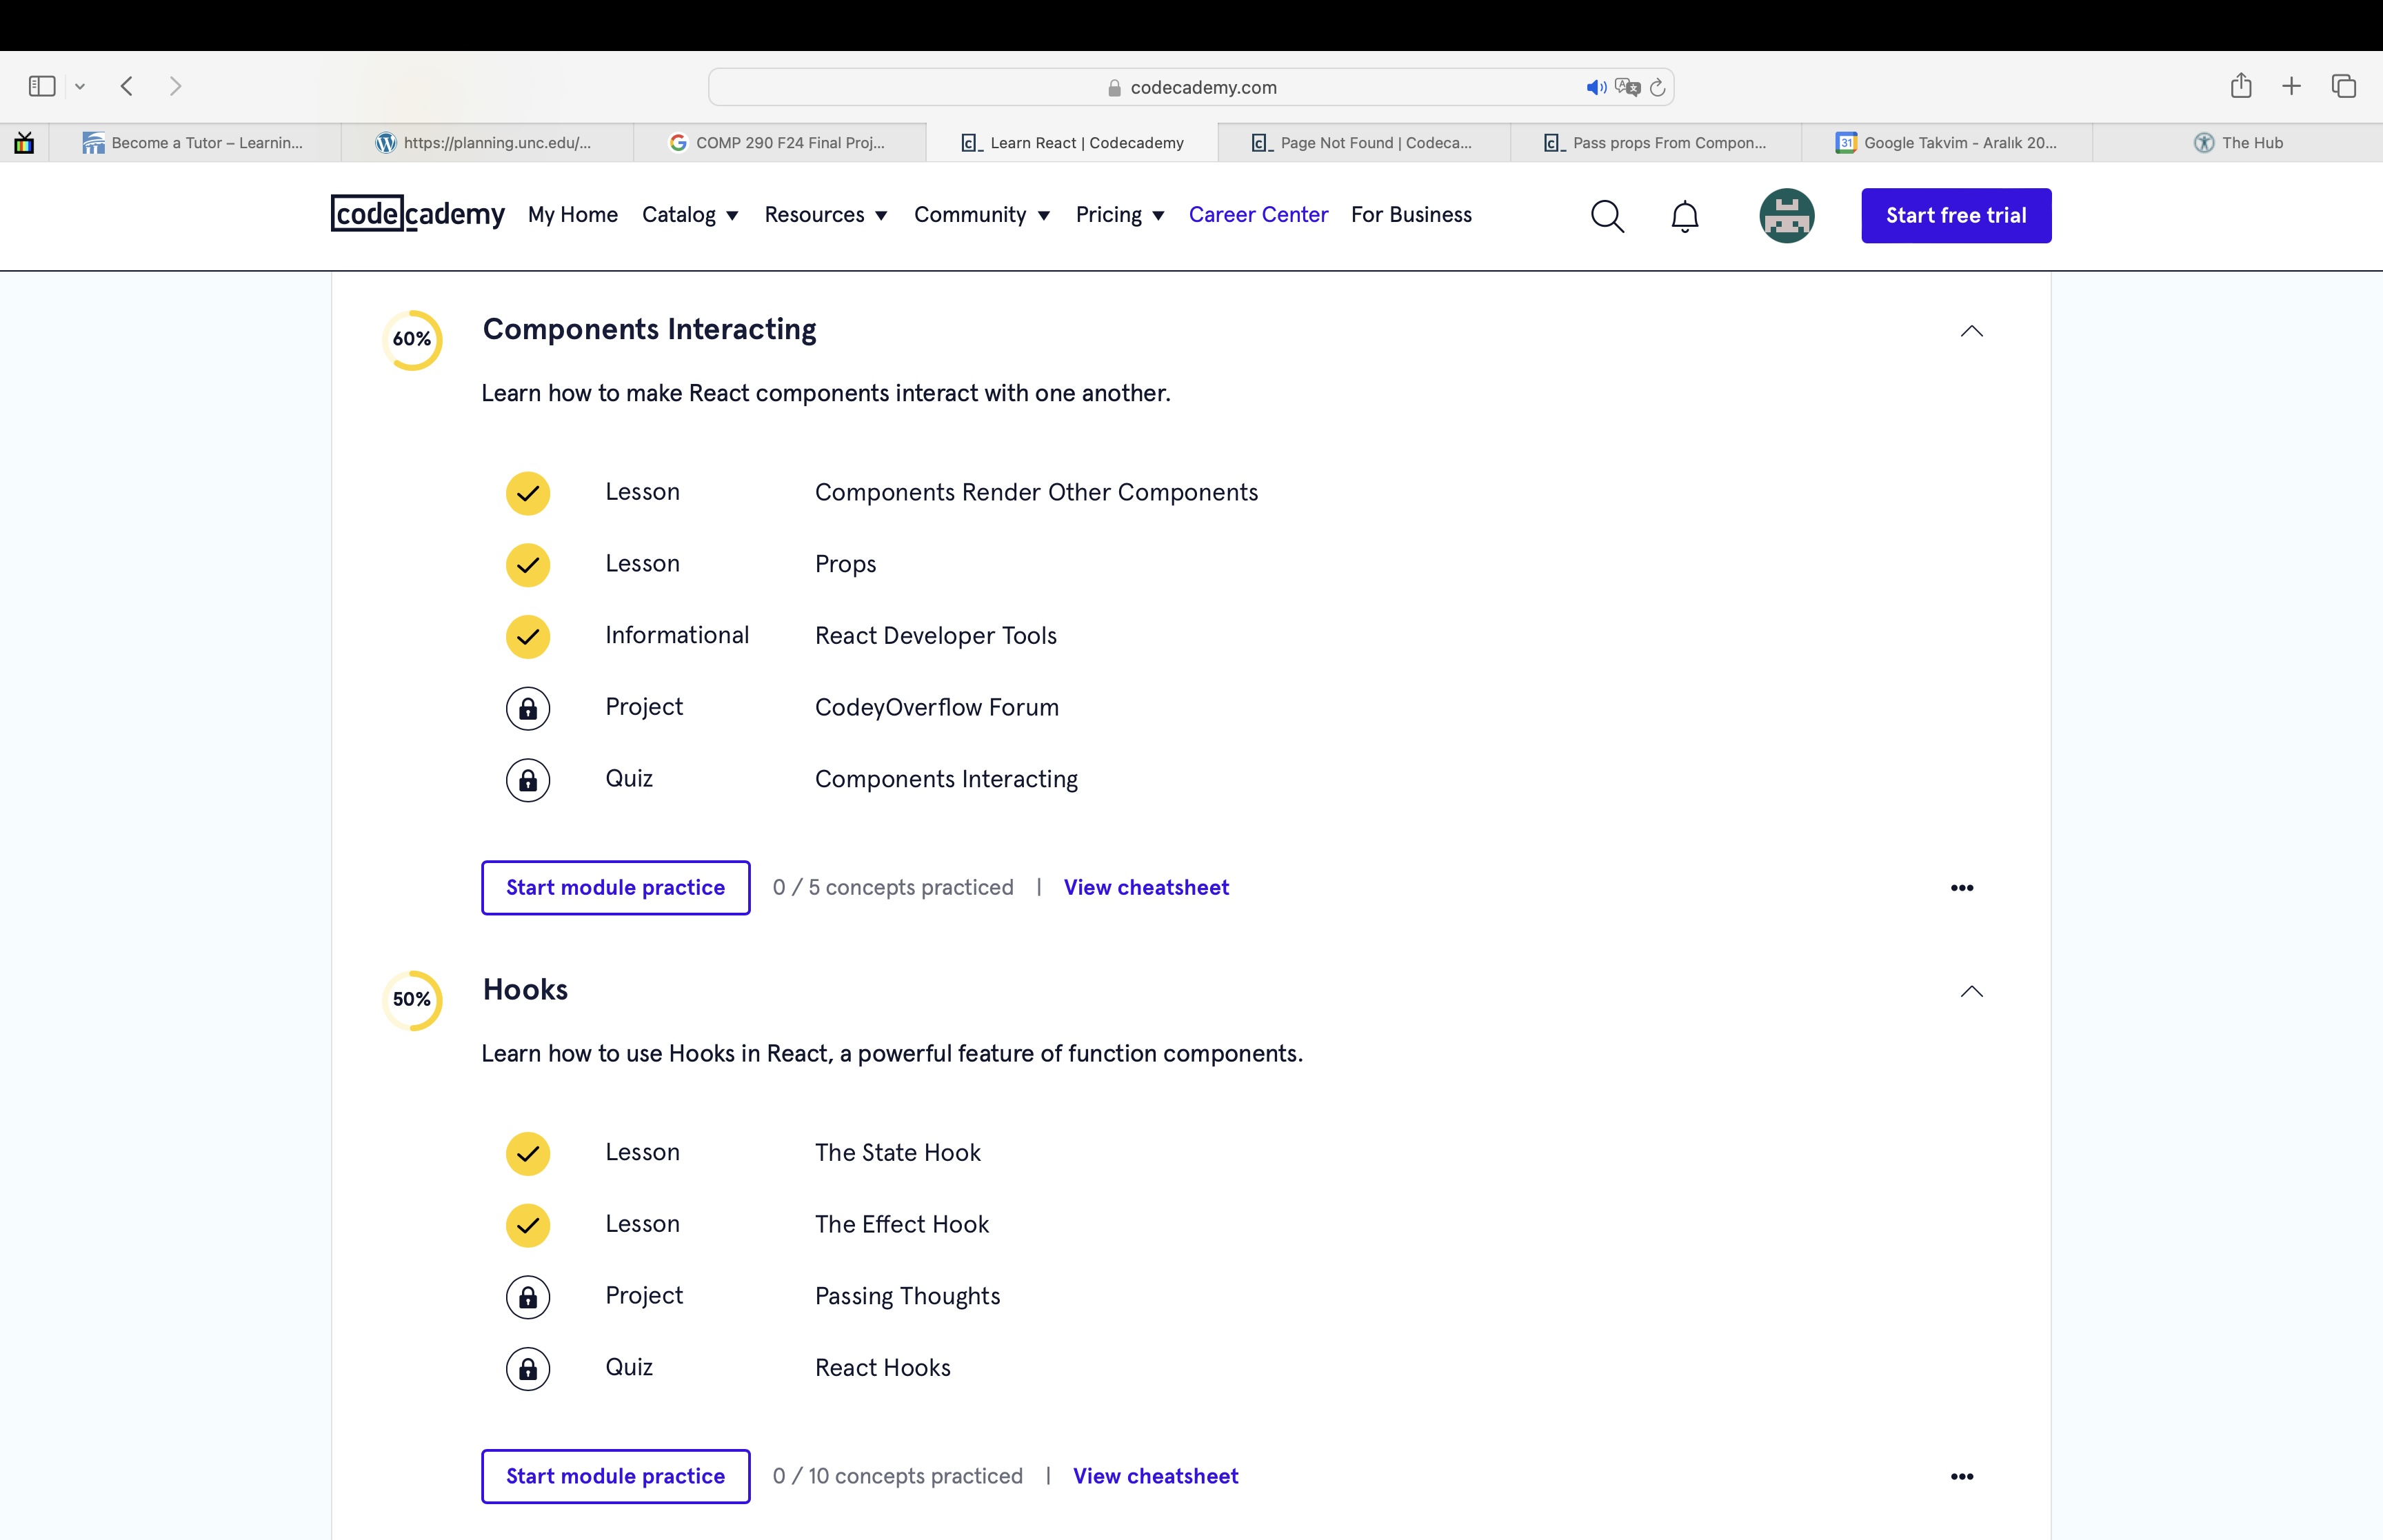 codecademy.com
Become a Tutor – Learnin...
https://planning.unc.edu/...
COMP 290 F24 Final Proj...
Learn React | Codecademy
Page Not Found | Codeca...
Pass props From Compon...
31 Google Takvim - Aralık 20...
The Hub
codecademy My Home Catalog Resources Community Pricing Career Center For Business Start free trial
60% Components Interacting
Learn how to make React components interact with one another.
Lesson Components Render Other Components
Lesson Props
Informational React Developer Tools
Project CodeyOverflow Forum
Quiz Components Interacting
Start module practice 0 / 5 concepts practiced | View cheatsheet
50% Hooks
Learn how to use Hooks in React, a powerful feature of function components.
Lesson The State Hook
Lesson The Effect Hook
Project Passing Thoughts
Quiz React Hooks
Start module practice 0 / 10 concepts practiced | View cheatsheet